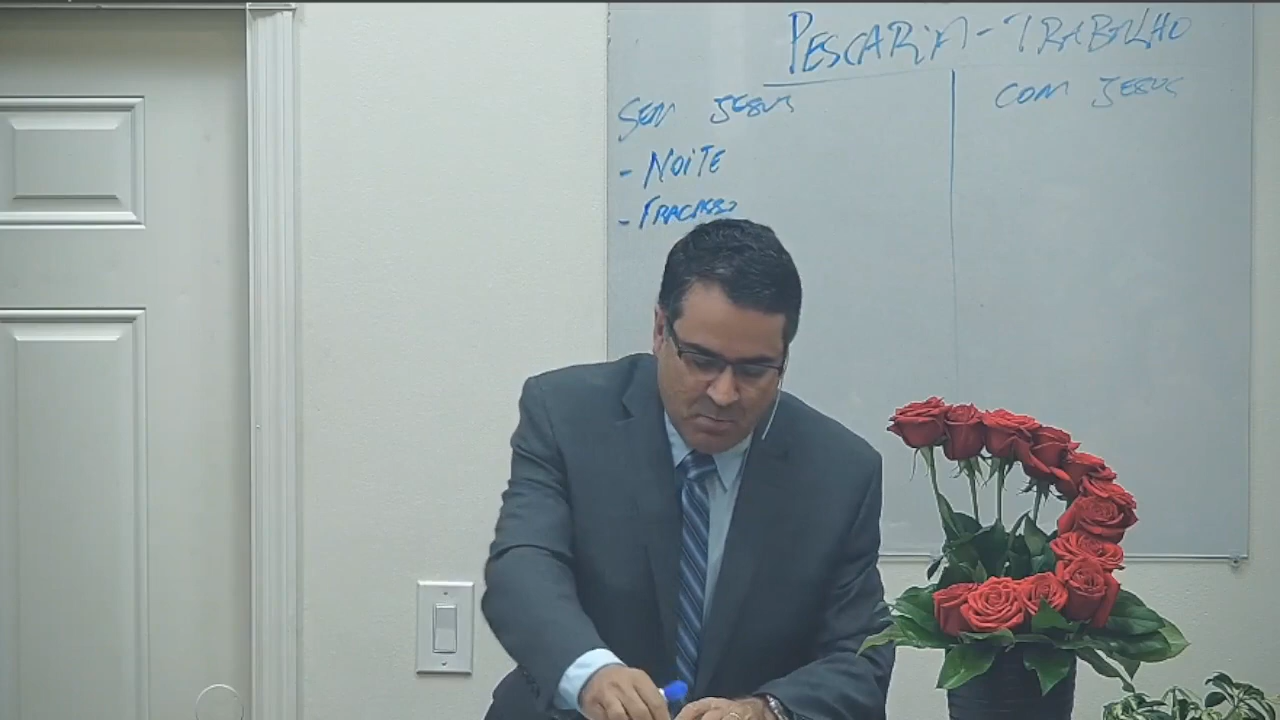 PESCARiA - TRABALHO
SEM JESUS
COM JESUS
- NOiTE
- FRACASSO